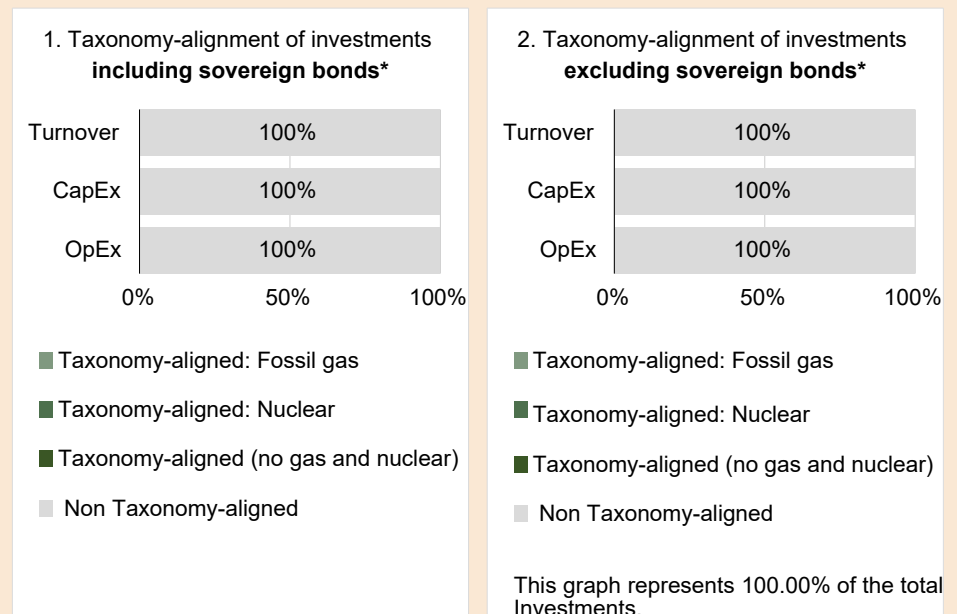 1. Taxonomy-alignment of investments
including sovereign bonds*
Turnover 100%
CapEx 100%
OpEx 100%
0% 50% 100%
Taxonomy-aligned: Fossil gas
Taxonomy-aligned: Nuclear
Taxonomy-aligned (no gas and nuclear)
Non Taxonomy-aligned
2. Taxonomy-alignment of investments
excluding sovereign bonds*
Turnover 100%
CapEx 100%
OpEx 100%
0% 50% 100%
Taxonomy-aligned: Fossil gas
Taxonomy-aligned: Nuclear
Taxonomy-aligned (no gas and nuclear)
Non Taxonomy-aligned
This graph represents 100.00% of the total
Investments.